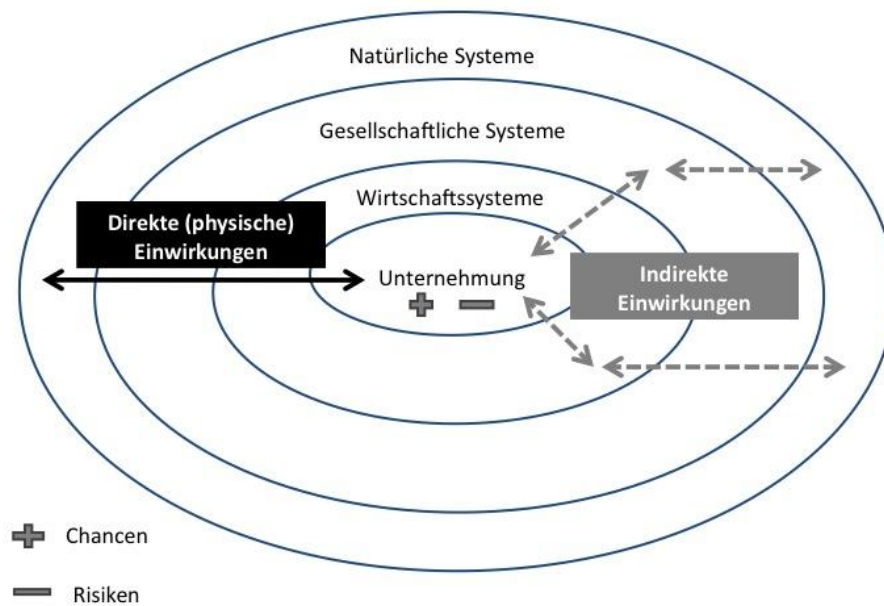 Natürliche Systeme
Gesellschaftliche Systeme
Wirtschaftssysteme
Direkte (physische)
Einwirkungen
Unternehmung
Indirekte
Einwirkungen
Chancen
Risiken